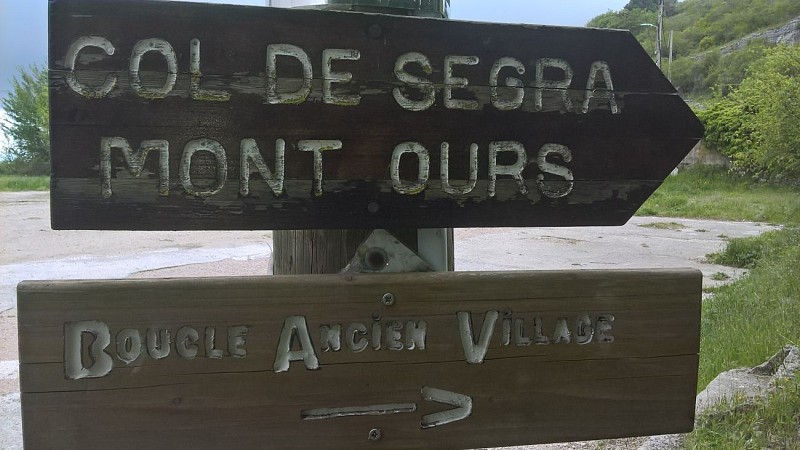 COL DE SEGRA
MONT OURS
BOUCLE ANCIEN VILLAGE